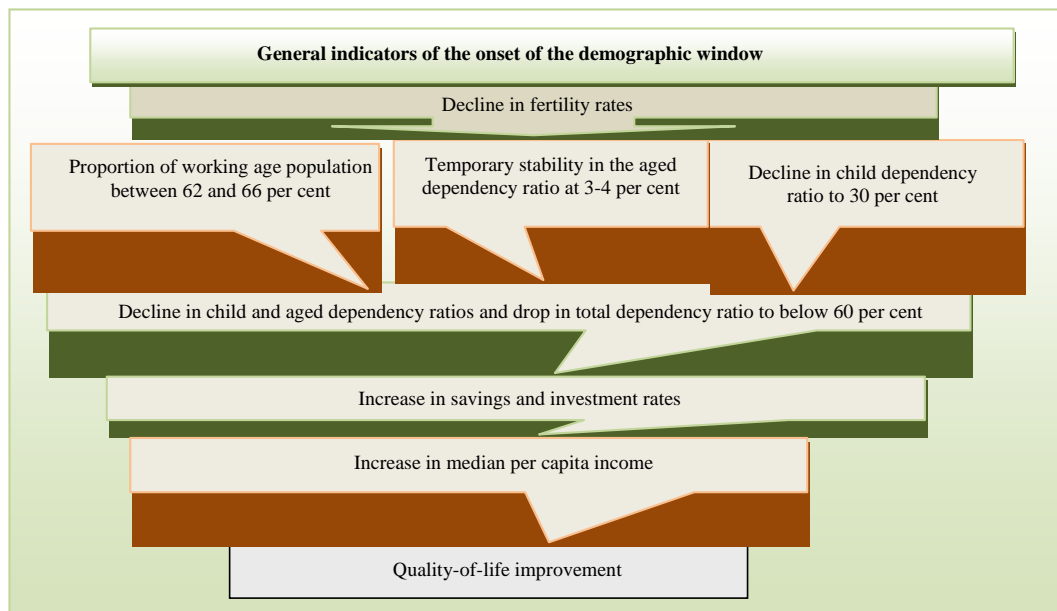 General indicators of the onset of the demographic window
Decline in fertility rates
Proportion of working age population
between 62 and 66 per cent
Temporary stability in the aged
dependency ratio at 3-4 per cent
Decline in child dependency
ratio to 30 per cent
Decline in child and aged dependency ratios and drop in total dependency ratio to below 60 per cent
Increase in savings and investment rates
Increase in median per capita income
Quality-of-life improvement